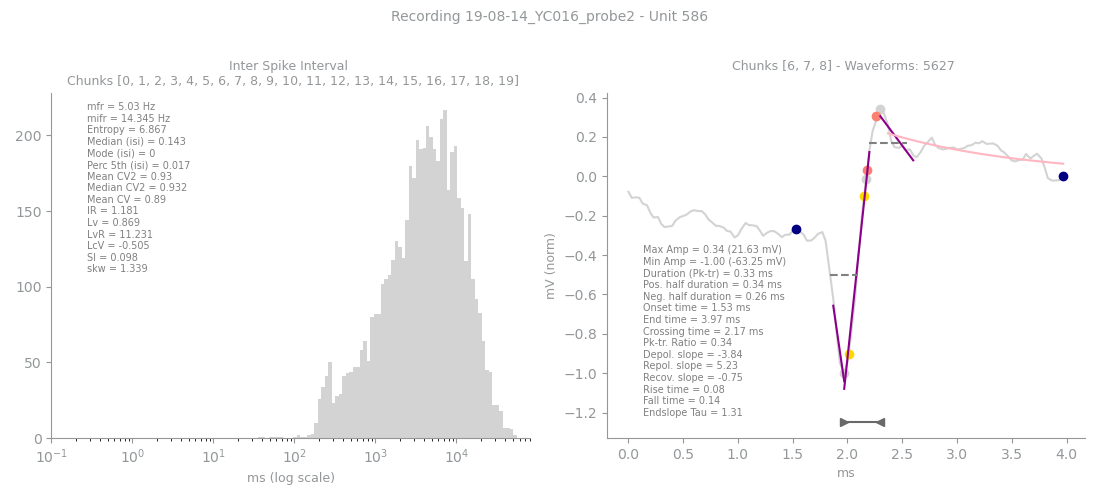 Recording 19-08-14_YC016_probe2 - Unit 586
Inter Spike Interval
Chunks [0, 1, 2, 3, 4, 5, 6, 7, 8, 9, 10, 11, 12, 13, 14, 15, 16, 17, 18, 19]
mfr = 5.03 Hz
mifr = 14.345 Hz
Entropy = 6.867
Median (isi) = 0.143
Mode (isi) = 0
Perc 5th (isi) = 0.017
Mean CV2 = 0.93
Median CV2 = 0.932
Mean CV = 0.89
IR = 1.181
Lv = 0.869
LvR = 11.231
LcV = -0.505
SI = 0.098
skw = 1.339
200
150
100
50
0
10−1 100 101 102 103 104
ms (log scale)
Chunks [6, 7, 8] - Waveforms: 5627
mV (norm)
0.4
0.2
0.0
−0.2
−0.4
−0.6
−0.8
−1.0
−1.2
Max Amp = 0.34 (21.63 mV)
Min Amp = -1.00 (-63.25 mV)
Duration (Pk-tr) = 0.33 ms
Pos. half duration = 0.34 ms
Neg. half duration = 0.26 ms
Onset time = 1.53 ms
End time = 3.97 ms
Crossing time = 2.17 ms
Pk-tr. Ratio = 0.34
Depol. slope = -3.84
Repol. slope = 5.23
Recov. slope = -0.75
Rise time = 0.08
Fall time = 0.14
Endslope Tau = 1.31
0.0 0.5 1.0 1.5 2.0 2.5 3.0 3.5 4.0
ms